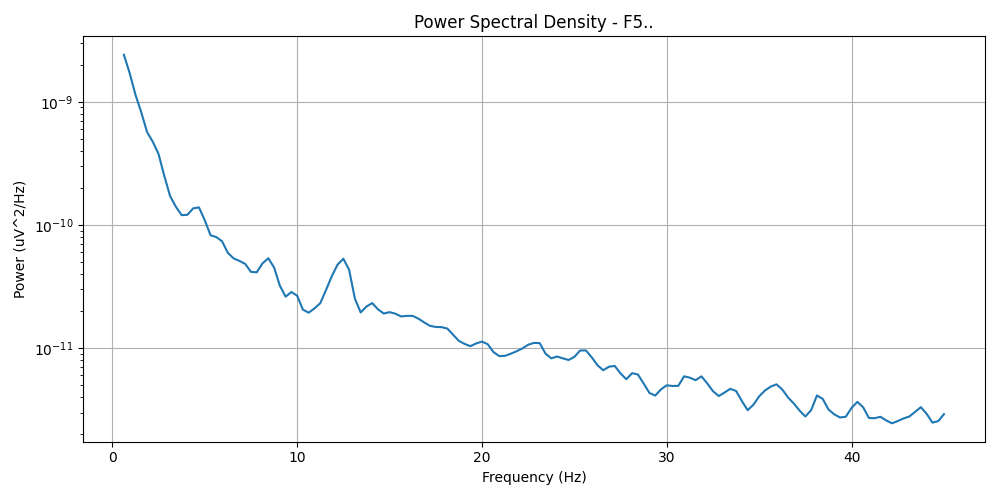 Power Spectral Density - F5..
Power (uV^2/Hz)
10⁻⁹
10⁻¹⁰
10⁻¹¹
0 10 20 30 40
Frequency (Hz)